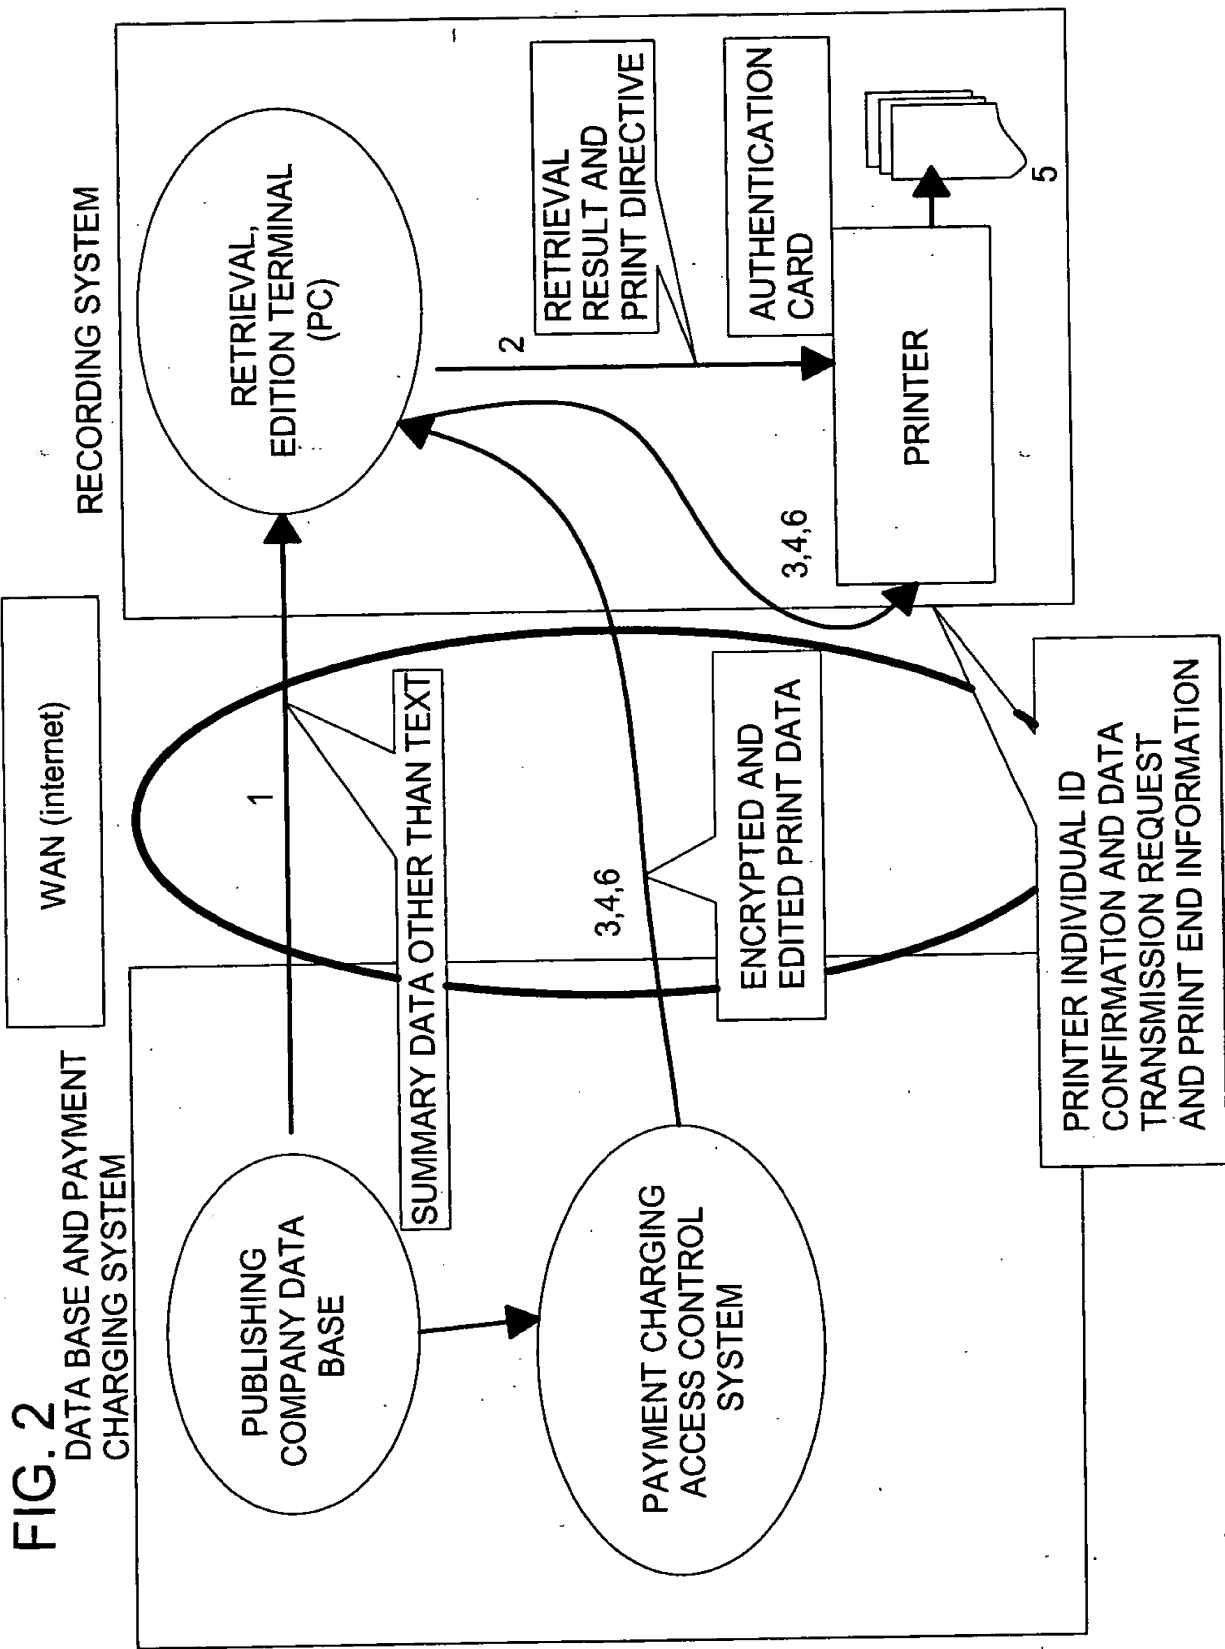 FIG. 2
DATA BASE AND PAYMENT
CHARGING SYSTEM
WAN (internet)
RECORDING SYSTEM
PUBLISHING
COMPANY DATA
BASE
1
RETRIEVAL,
EDITION TERMINAL
(PC)
SUMMARY DATA OTHER THAN TEXT
2
RETRIEVAL
RESULT AND
PRINT DIRECTIVE
PAYMENT CHARGING
ACCESS CONTROL
SYSTEM
3,4,6
ENCRYPTED AND
EDITED PRINT DATA
3,4,6
AUTHENTICATION
CARD
PRINTER
5
PRINTER INDIVIDUAL ID
CONFIRMATION AND DATA
TRANSMISSION REQUEST
AND PRINT END INFORMATION